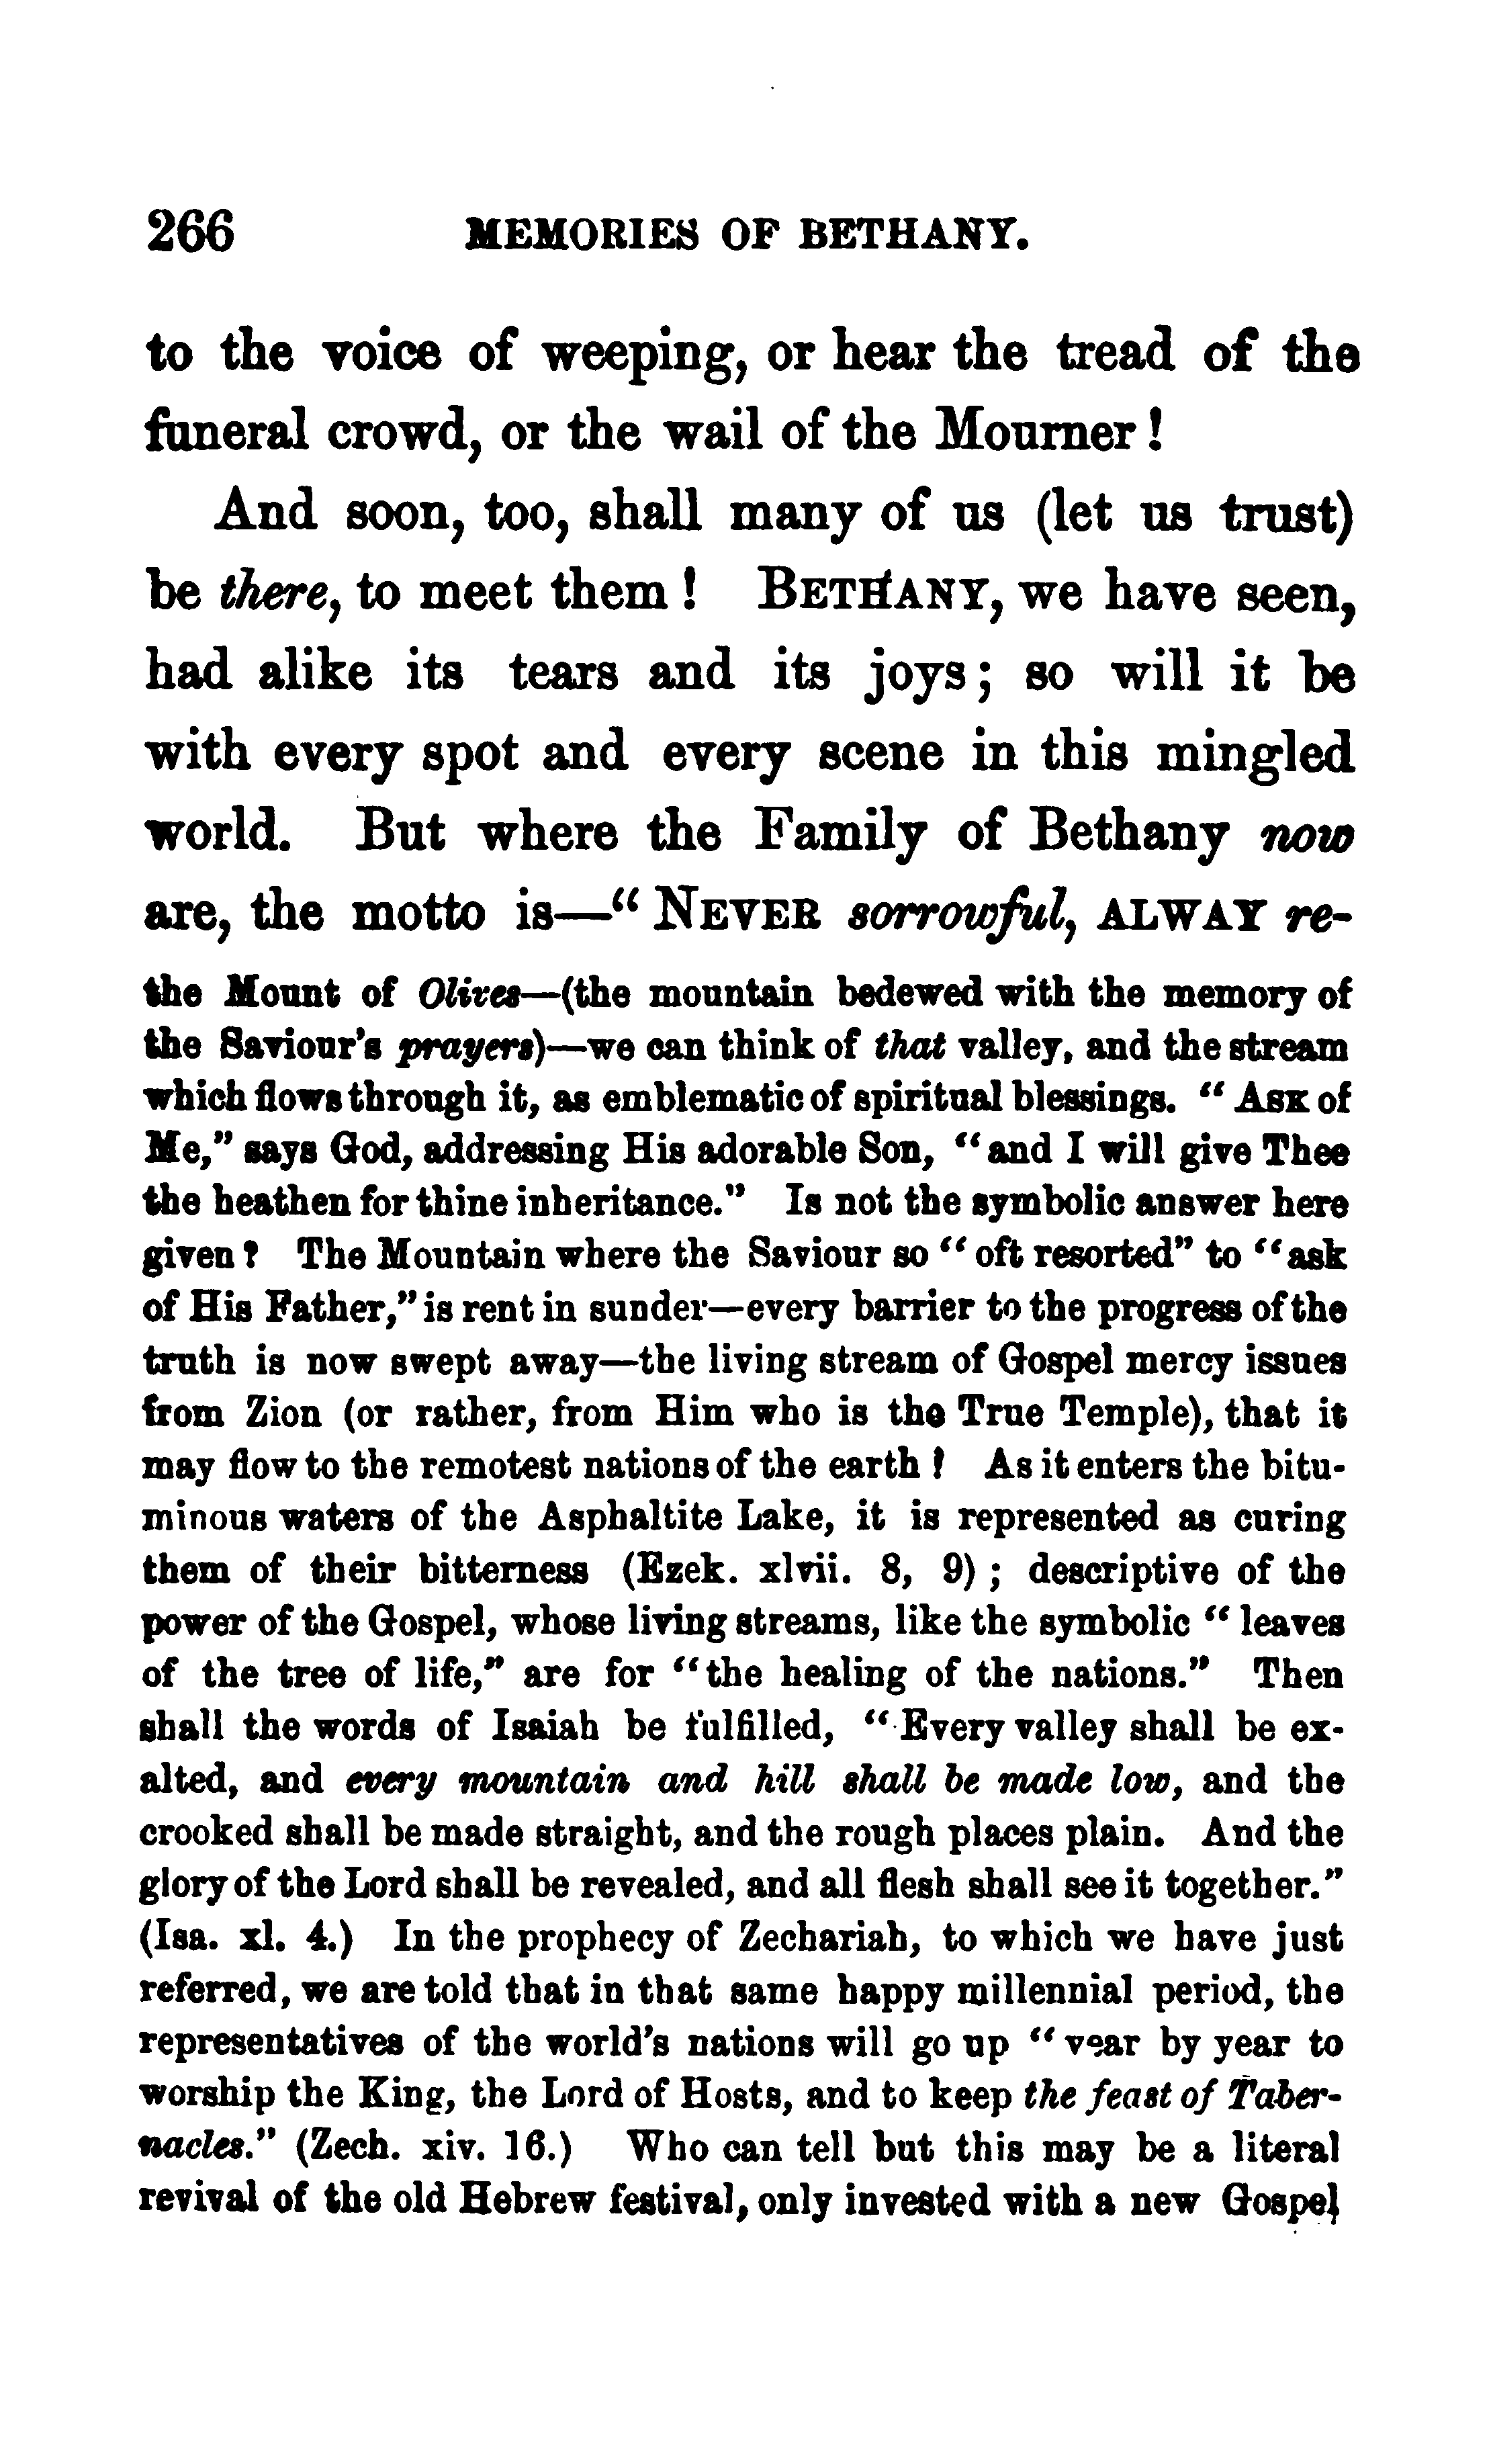 266 MEMORIES OF BETHANY.
to the voice of weeping, or hear the tread of the
funeral crowd, or the wail of the Mourner!
And soon, too, shall many of us (let us trust)
be there, to meet them! BETHANY, we have seen,
had alike its tears and its joys; so will it be
with every spot and every scene in this mingled
world. But where the Family of Bethany now
are, the motto is—“NEVER sorrowful, ALWAY re-
the Mount of Olives—(the mountain bedewed with the memory of
the Saviour's prayers)—we can think of that valley, and the stream
which flows through it, as emblematic of spiritual blessings. “ASK of
Me,” says God, addressing His adorable Son, “and I will give Thee
the heathen for thine inheritance.” Is not the symbolic answer here
given? The Mountain where the Saviour so “oft resorted” to “ask
of His Father,” is rent in sunder—every barrier to the progress of the
truth is now swept away—the living stream of Gospel mercy issues
from Zion (or rather, from Him who is the True Temple), that it
may flow to the remotest nations of the earth! As it enters the bitu-
minous waters of the Asphaltite Lake, it is represented as curing
them of their bitterness (Ezek. xlvii. 8, 9); descriptive of the
power of the Gospel, whose living streams, like the symbolic “leaves
of the tree of life,” are for “the healing of the nations.” Then
shall the words of Isaiah be fulfilled, “Every valley shall be ex-
alted, and every mountain and hill shall be made low, and the
crooked shall be made straight, and the rough places plain. And the
glory of the Lord shall be revealed, and all flesh shall see it together.”
(Isa. xl. 4.) In the prophecy of Zechariah, to which we have just
referred, we are told that in that same happy millennial period, the
representatives of the world's nations will go up “year by year to
worship the King, the Lord of Hosts, and to keep the feast of Taber-
nacles.” (Zech. xiv. 16.) Who can tell but this may be a literal
revival of the old Hebrew festival, only invested with a new Gospel